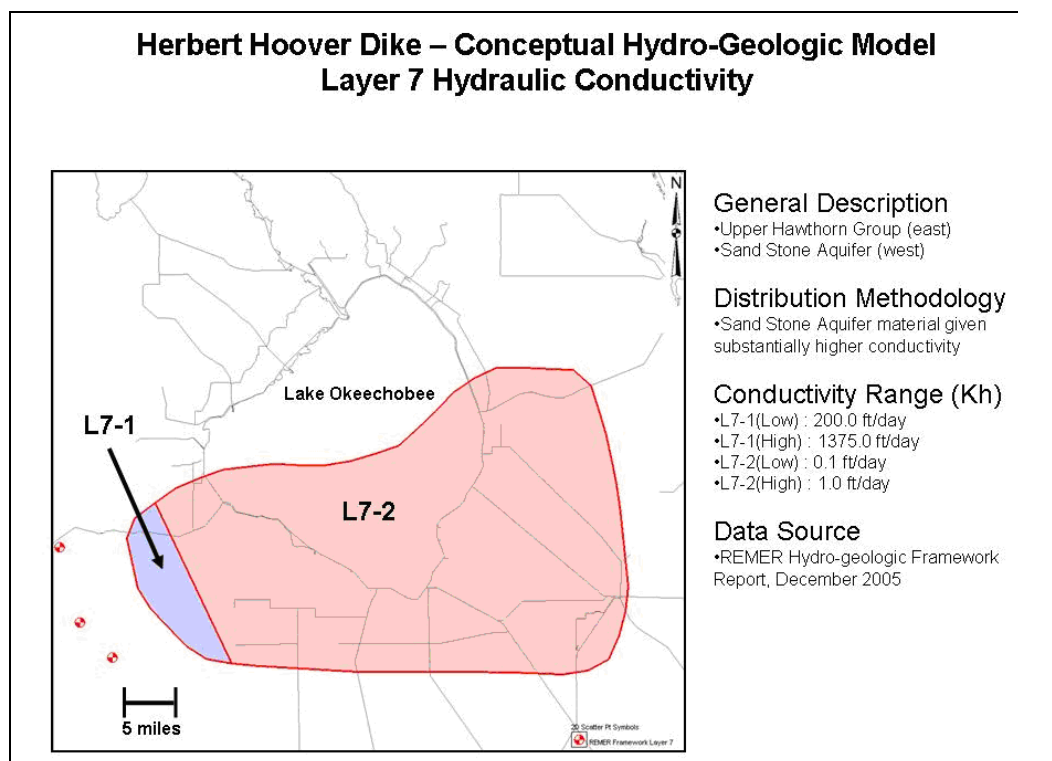 Herbert Hoover Dike – Conceptual Hydro-Geologic Model
Layer 7 Hydraulic Conductivity
N
Lake Okeechobee
L7-1
L7-2
5 miles
2D Scatter Pt Symbols
REMER Framework Layer 7
General Description
•Upper Hawthorn Group (east)
•Sand Stone Aquifer (west)
Distribution Methodology
•Sand Stone Aquifer material given
substantially higher conductivity
Conductivity Range (Kh)
•L7-1(Low) : 200.0 ft/day
•L7-1(High) : 1375.0 ft/day
•L7-2(Low) : 0.1 ft/day
•L7-2(High) : 1.0 ft/day
Data Source
•REMER Hydro-geologic Framework
Report, December 2005